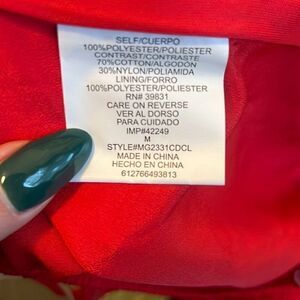 SELF/CUERPO
100%POLYESTER/POLIESTER
CONTRAST/CONTRASTE
70%COTTON/ALGODÓN
30%NYLON/POLIAMIDA
LINING/FORRO
100%POLYESTER/POLIESTER
RN# 39831
CARE ON REVERSE
VER AL DORSO
PARA CUIDADO
IMP#42249
M
STYLE#MG2331CDCL
MADE IN CHINA
HECHO EN CHINA
612766493813